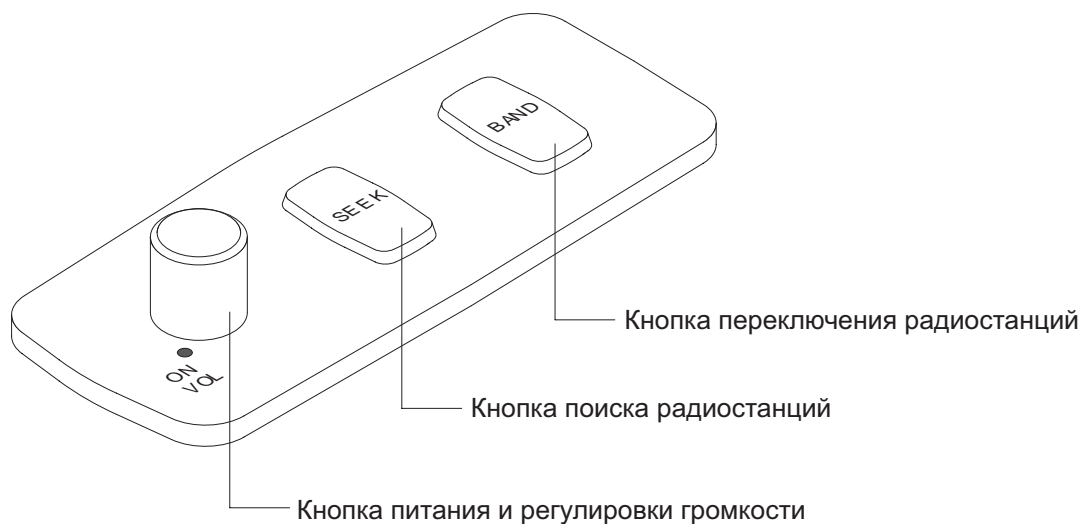 BAND
SEEK
ON
VOL
Кнопка переключения радиостанций
Кнопка поиска радиостанций
Кнопка питания и регулировки громкости